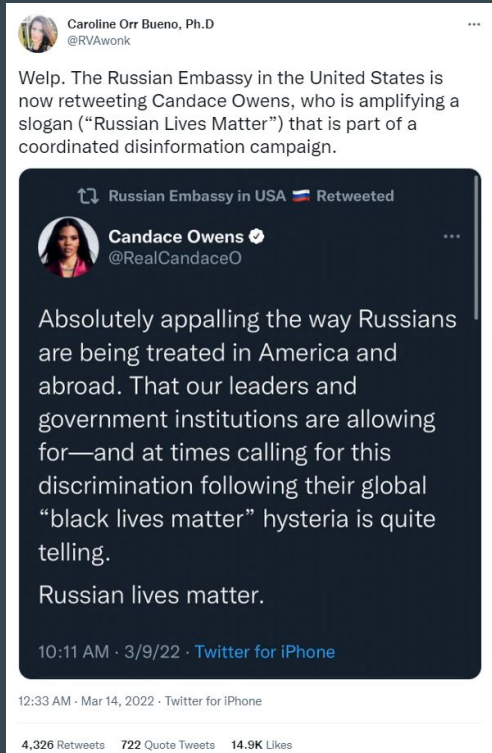 Caroline Orr Bueno, Ph.D
@RVAwonk
Welp. The Russian Embassy in the United States is
now retweeting Candace Owens, who is amplifying a
slogan (“Russian Lives Matter”) that is part of a
coordinated disinformation campaign.
Russian Embassy in USA 🇷🇺 Retweeted
Candace Owens
@RealCandaceO
Absolutely appalling the way Russians
are being treated in America and
abroad. That our leaders and
government institutions are allowing
for—and at times calling for this
discrimination following their global
“black lives matter” hysteria is quite
telling.
Russian lives matter.
10:11 AM · 3/9/22 · Twitter for iPhone
12:33 AM · Mar 14, 2022 · Twitter for iPhone
4,326 Retweets 722 Quote Tweets 14.9K Likes